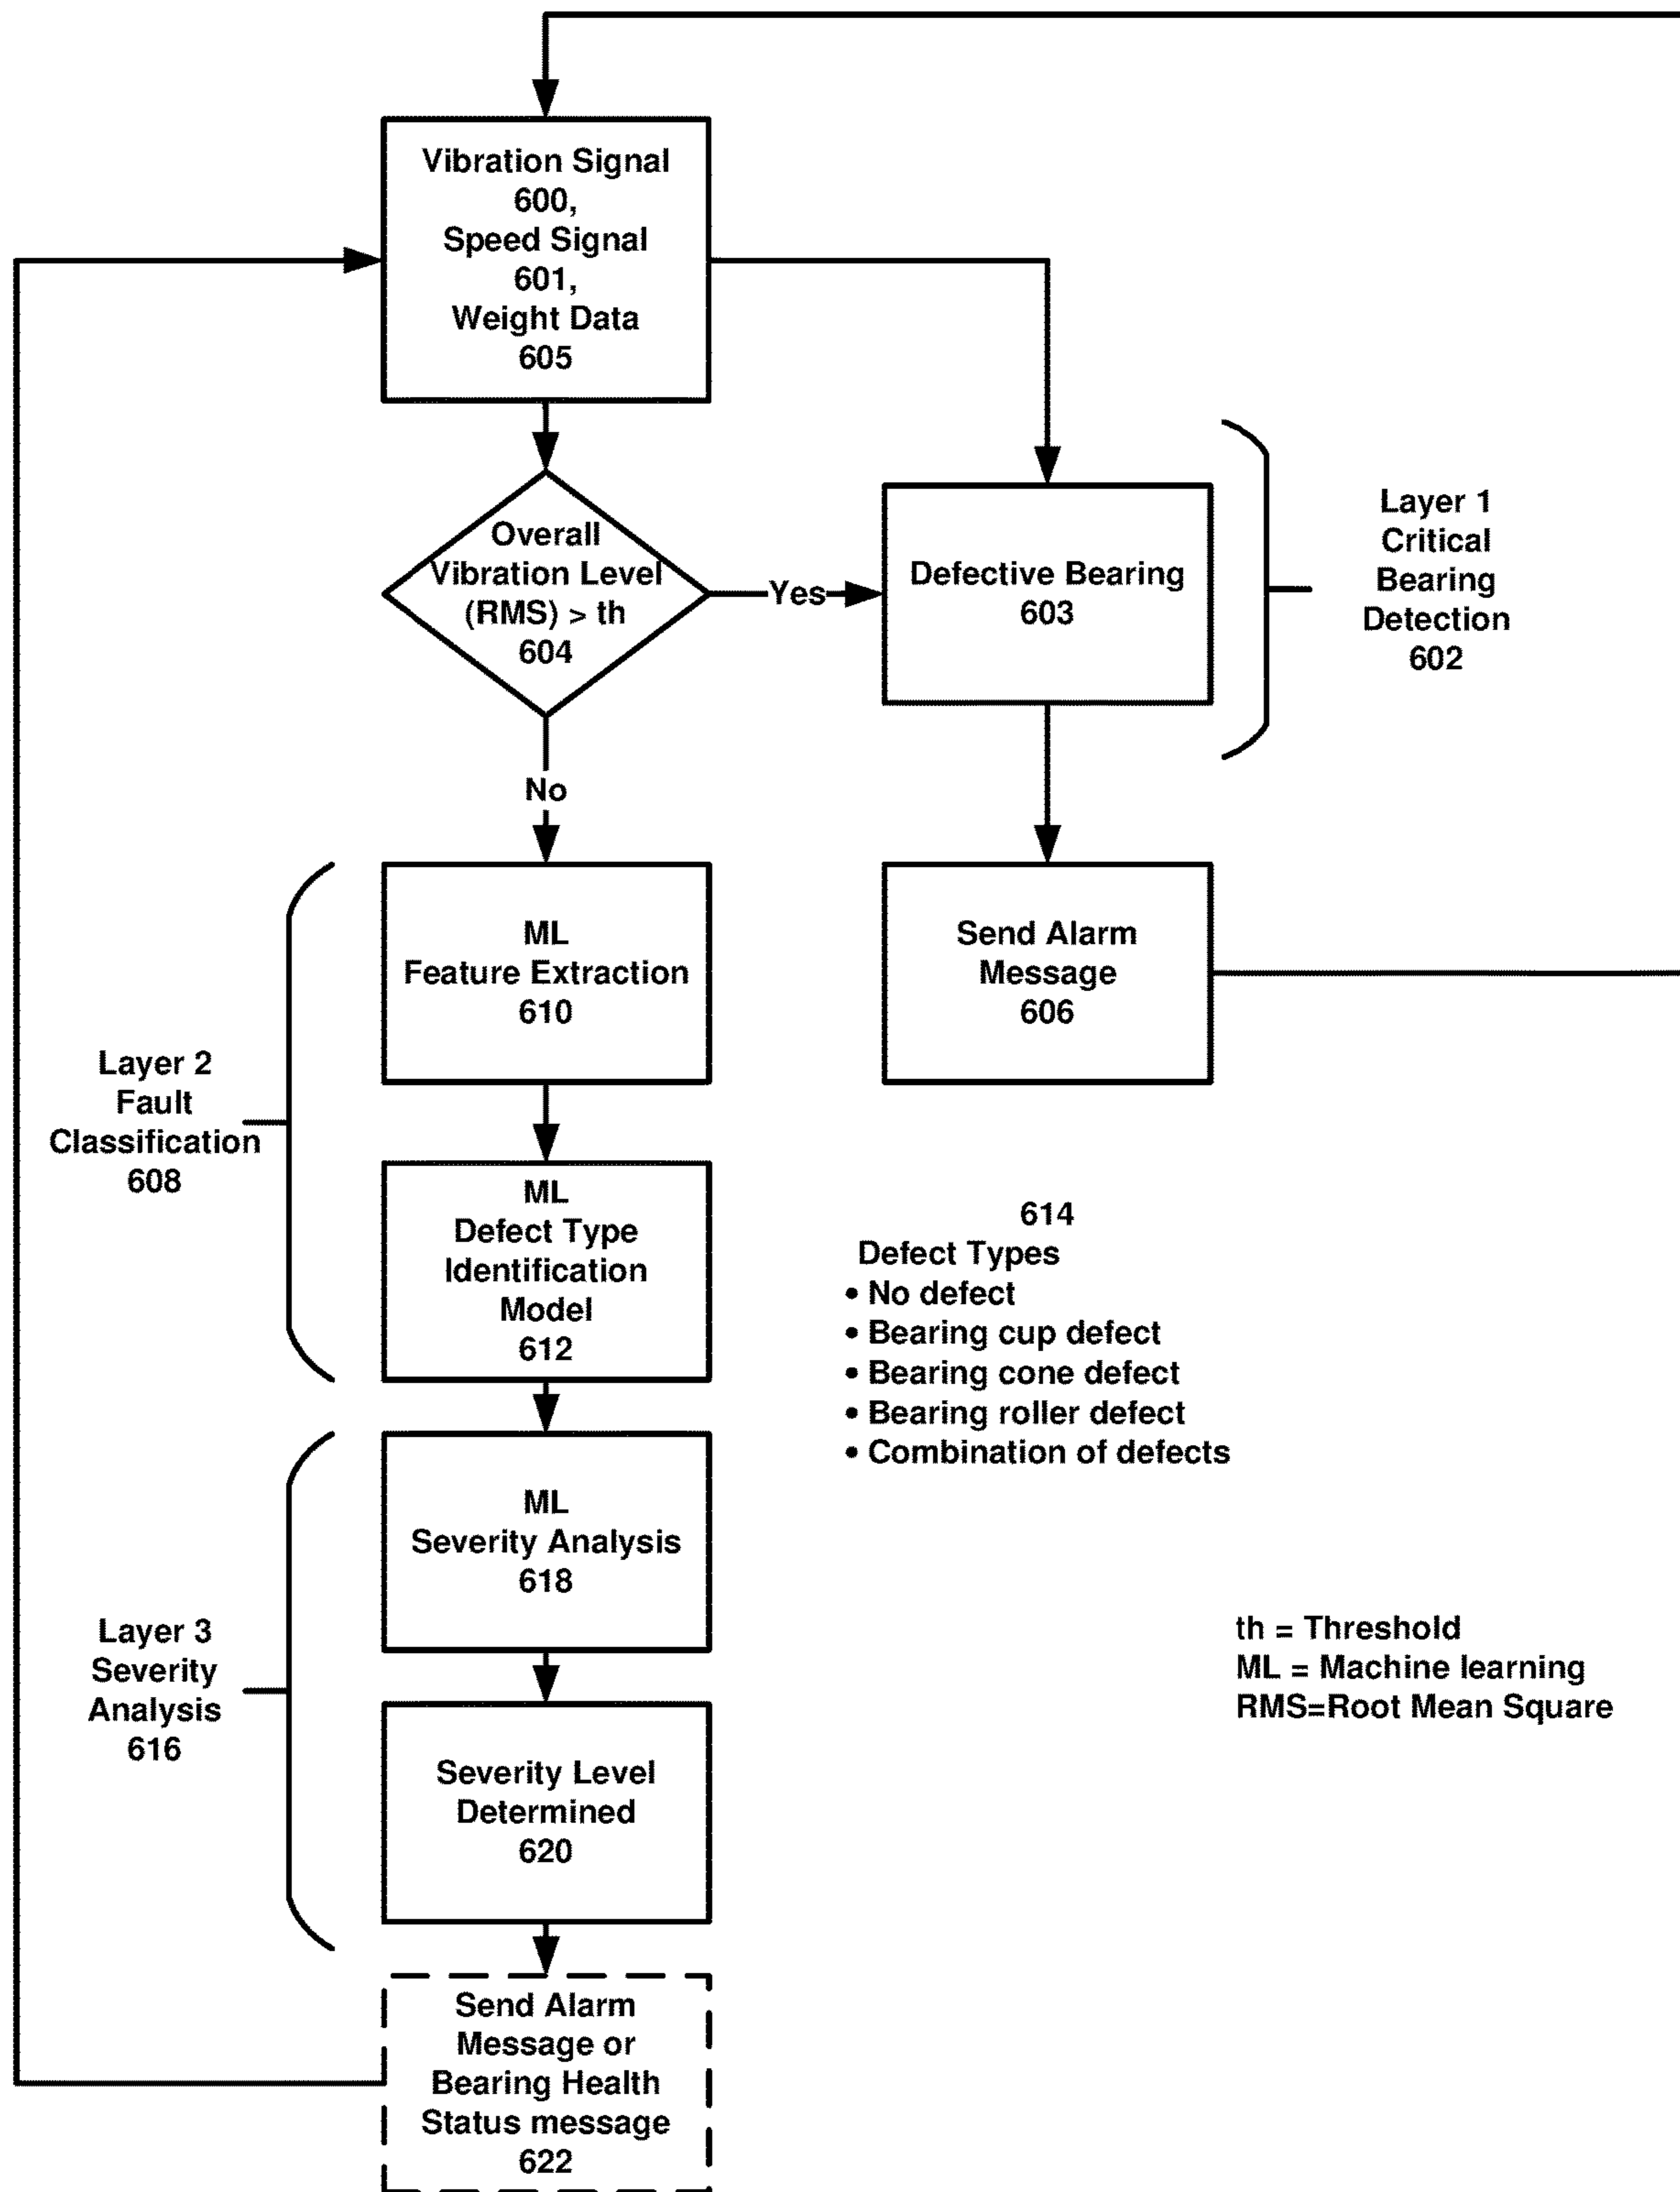 Vibration Signal
600,
Speed Signal
601,
Weight Data
605
Overall
Vibration Level
(RMS) > th
604
Yes
Defective Bearing
603
Layer 1
Critical
Bearing
Detection
602
No
ML
Feature Extraction
610
Send Alarm
Message
606
Layer 2
Fault
Classification
608
ML
Defect Type
Identification
Model
612
614
Defect Types
• No defect
• Bearing cup defect
• Bearing cone defect
• Bearing roller defect
• Combination of defects
ML
Severity Analysis
618
Layer 3
Severity
Analysis
616
th = Threshold
ML = Machine learning
RMS=Root Mean Square
Severity Level
Determined
620
Send Alarm
Message or
Bearing Health
Status message
622